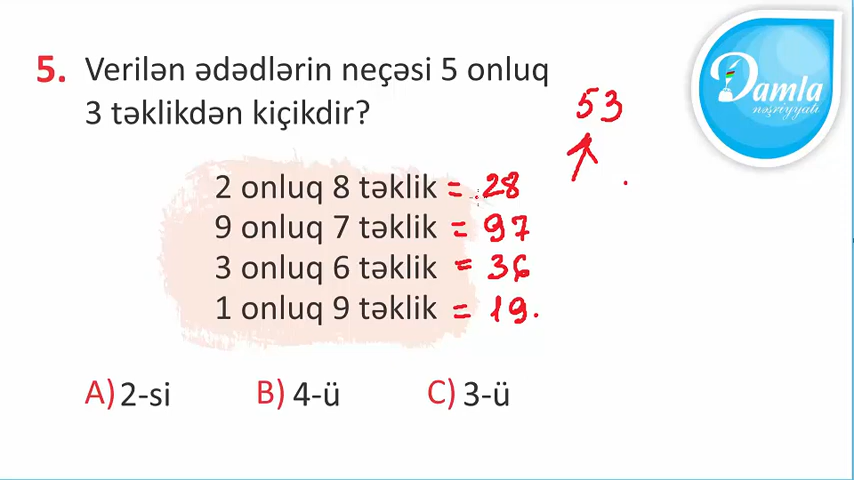 5. Verilən ədədlərin neçəsi 5 onluq
3 təklikdən kiçikdir?
53
2 onluq 8 təklik = 28
9 onluq 7 təklik = 97
3 onluq 6 təklik = 36
1 onluq 9 təklik = 19.
A) 2-si B) 4-ü C) 3-ü
Damla
nəşriyyatı